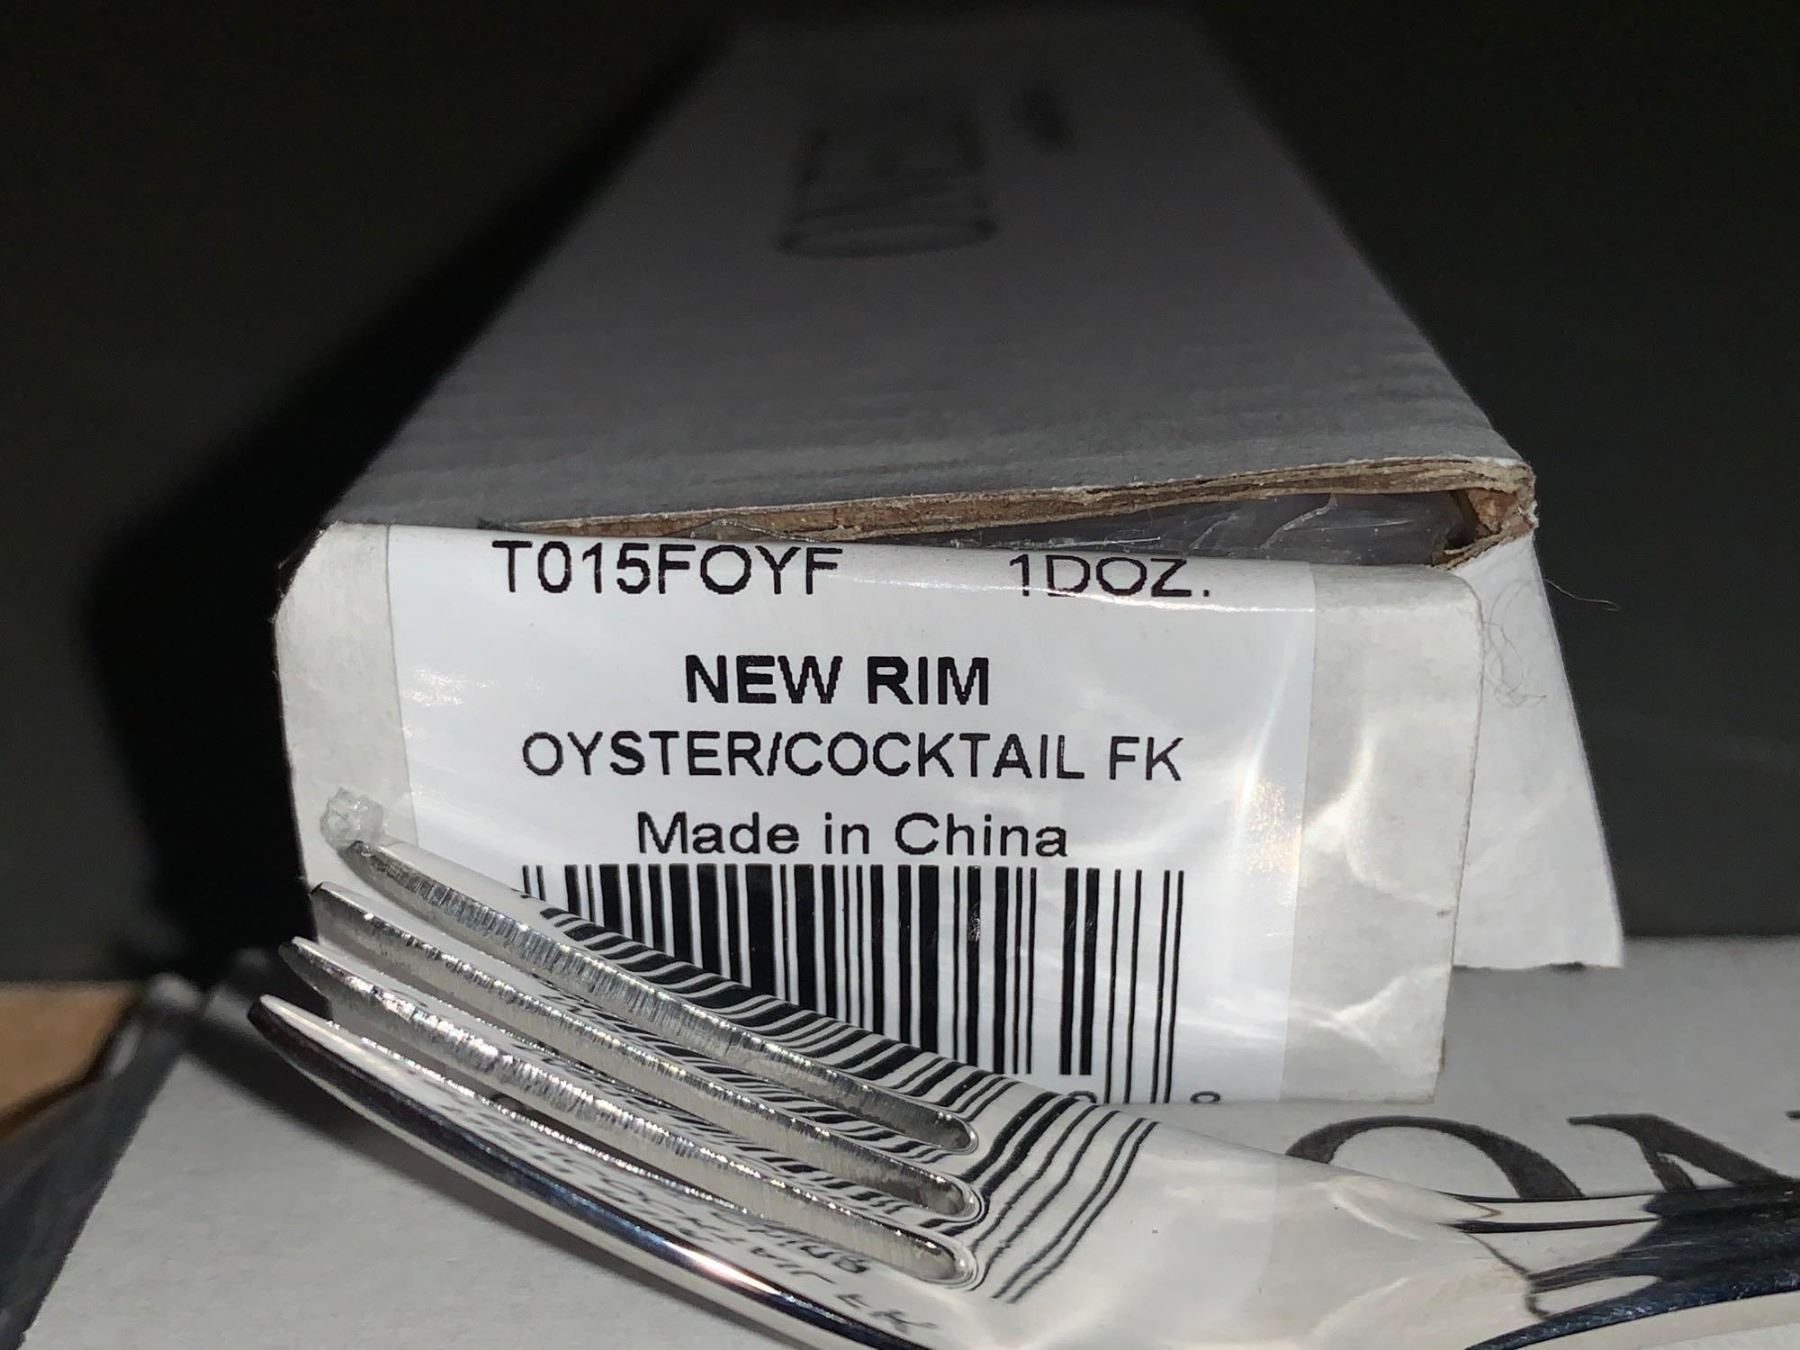 T015FOYF 1DOZ.
NEW RIM
OYSTER/COCKTAIL FK
Made in China